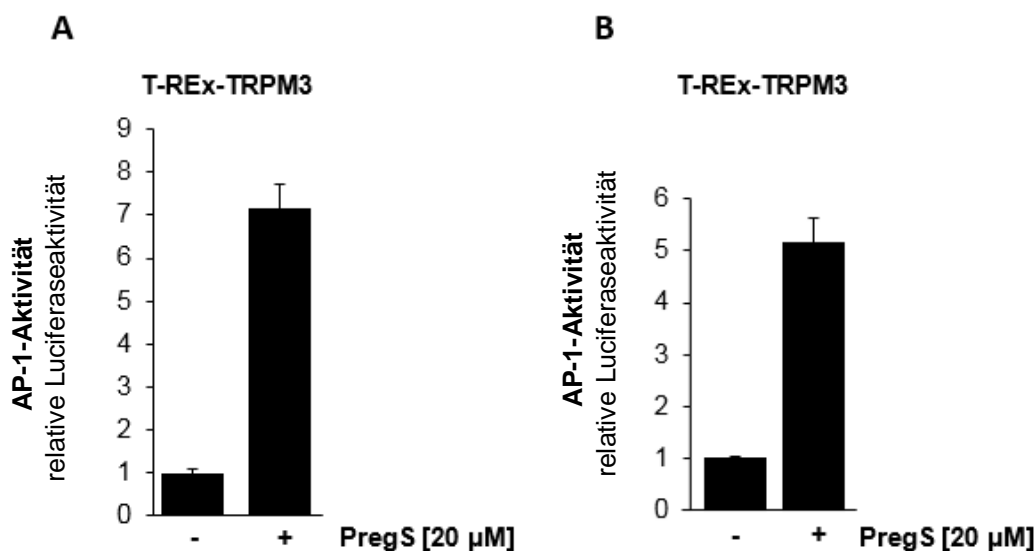 A
T-REx-TRPM3
AP-1-Aktivität
relative Luciferaseaktivität
9
8
7
6
5
4
3
2
1
0
- + PregS [20 µM]
B
T-REx-TRPM3
AP-1-Aktivität
relative Luciferaseaktivität
6
5
4
3
2
1
0
- + PregS [20 µM]